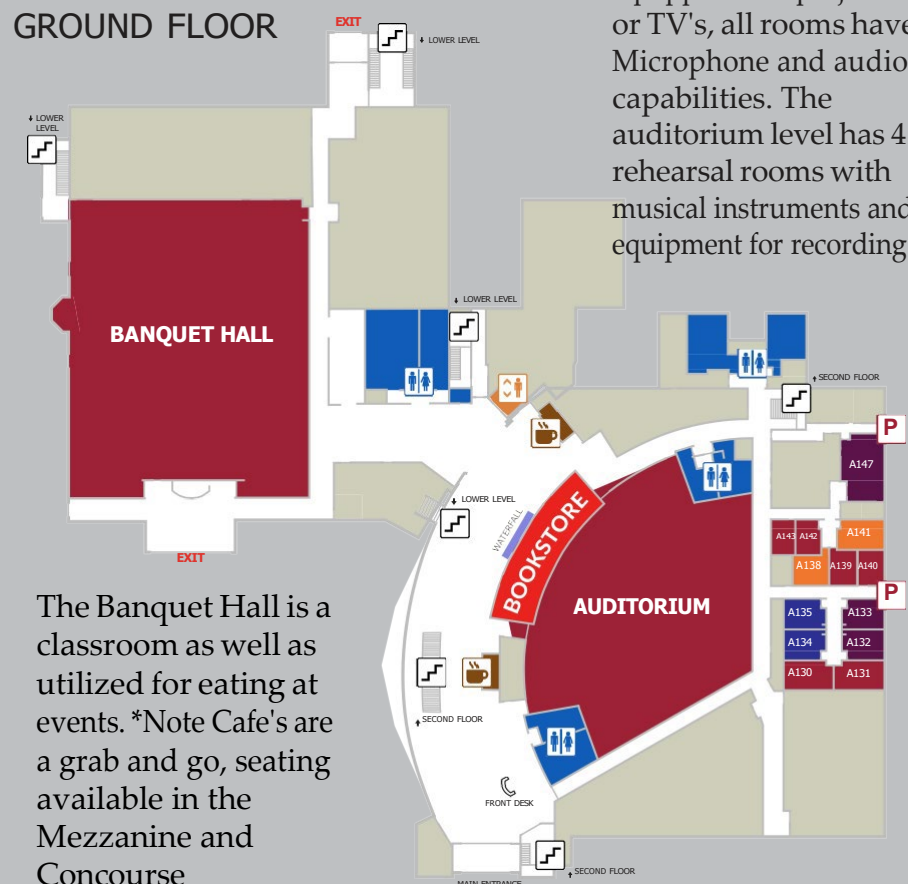 GROUND FLOOR
or TV's, all rooms have
Microphone and audio
capabilities. The
auditorium level has 4
rehearsal rooms with
musical instruments and
equipment for recording
EXIT
↓ LOWER LEVEL
↓ LOWER
LEVEL
BANQUET HALL
↓ LOWER LEVEL
↑ SECOND FLOOR
P
A147
↓ LOWER LEVEL
WATERFALL
BOOKSTORE
A143 A142 A141
A138 A139 A140
EXIT
P
AUDITORIUM
A135 A133
A134 A132
A130 A131
The Banquet Hall is a
classroom as well as
utilized for eating at
events. *Note Cafe's are
a grab and go, seating
available in the
Mezzanine and
Concourse
↑ SECOND FLOOR
FRONT DESK
↑ SECOND FLOOR
MAIN ENTRANCE